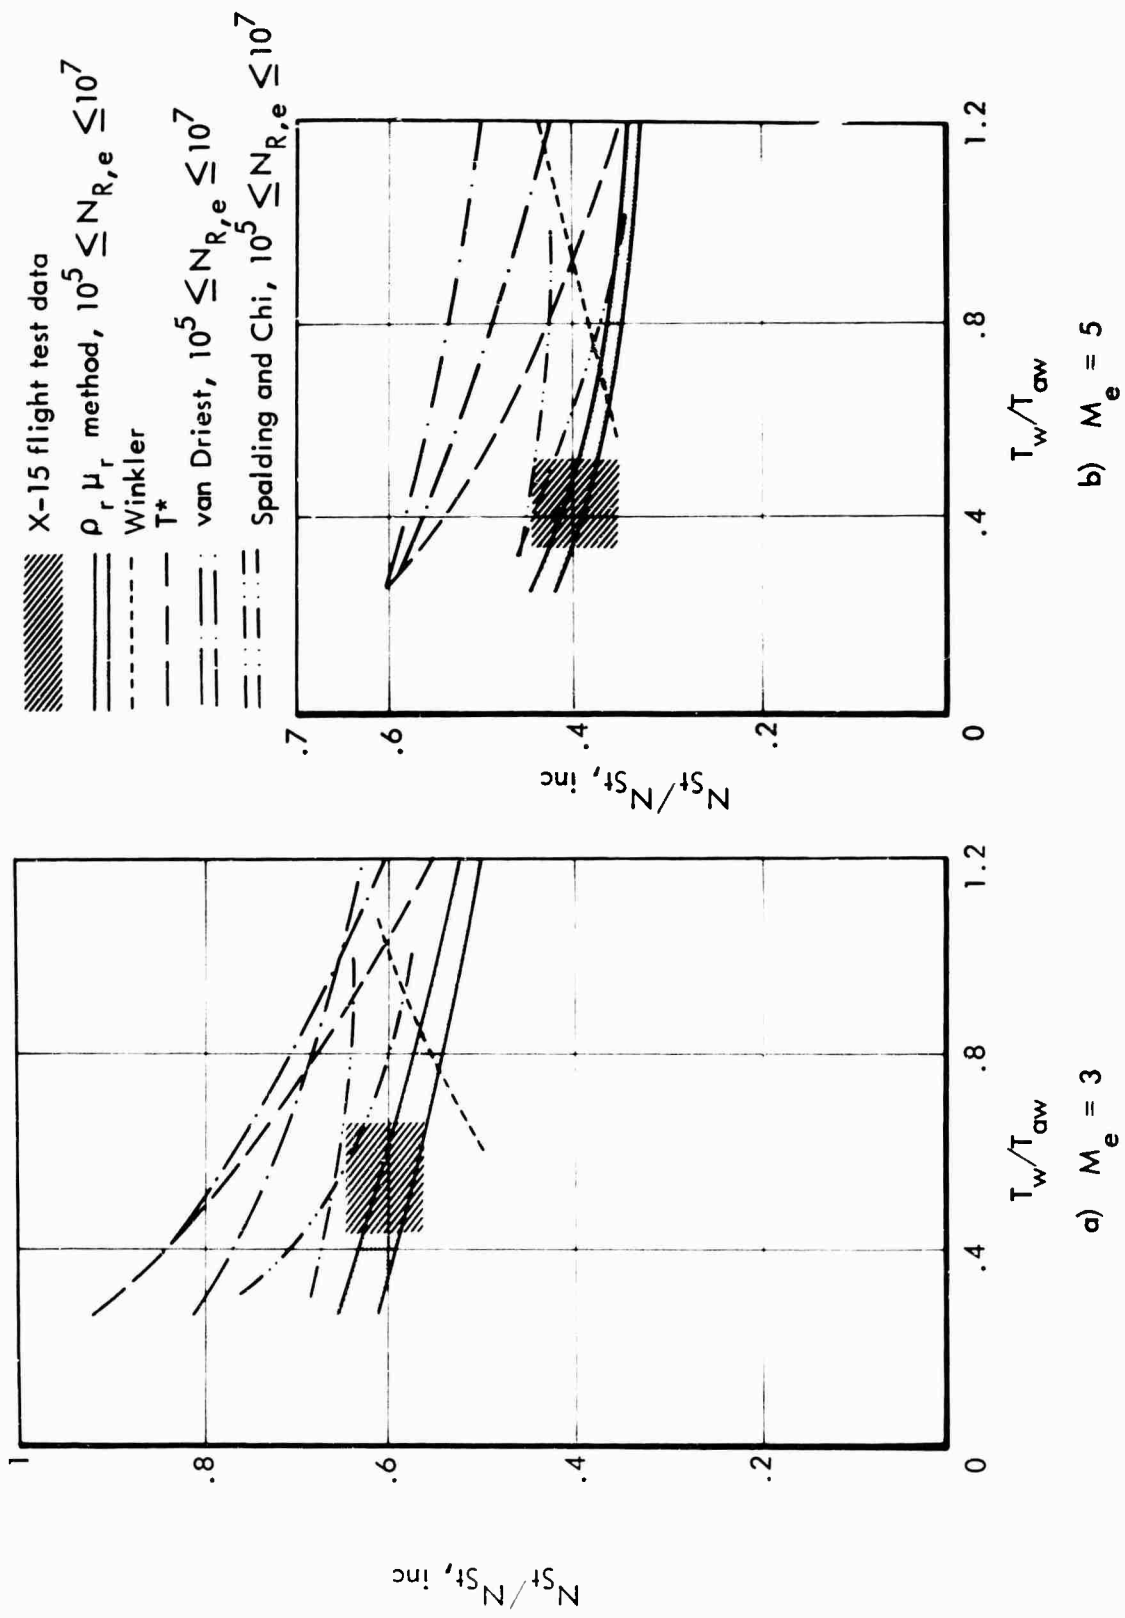 X-15 flight test data
ρr μr method, 10⁵ ≤ NR,e ≤ 10⁷
Winkler
T*
van Driest, 10⁵ ≤ NR,e ≤ 10⁷
Spalding and Chi, 10⁵ ≤ NR,e ≤ 10⁷
1
.8
.6
.4
.2
0
.4
.8
1.2
NSt/NSt, inc
Tw/Taw
a) Me = 3
.7
.6
.4
.2
0
.4
.8
1.2
NSt/NSt, inc
Tw/Taw
b) Me = 5